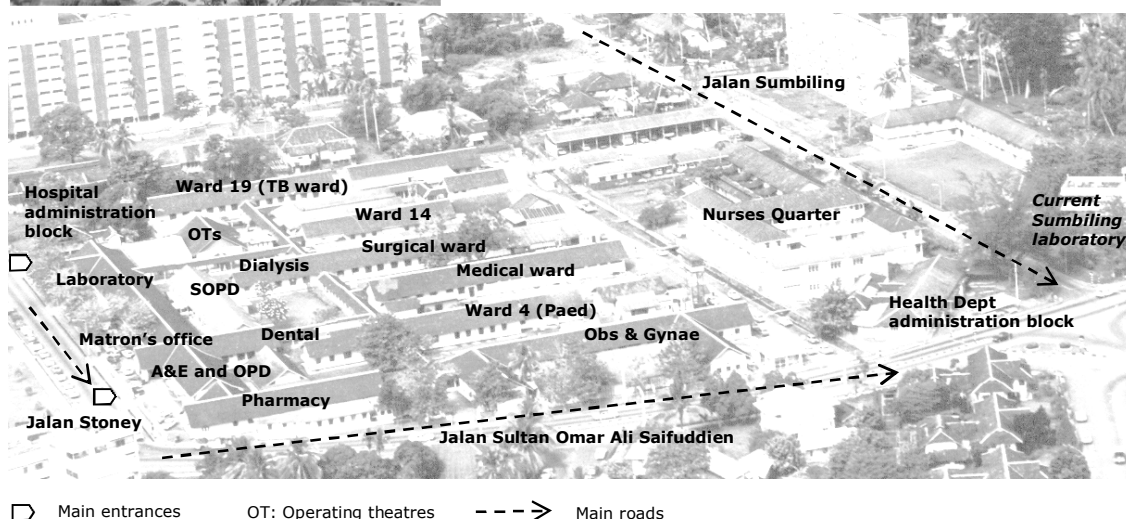 Jalan Sumbiling
Ward 19 (TB ward)
Hospital
administration
block
Ward 14
Nurses Quarter
Current
Sumbiling
laboratory
OTs
Surgical ward
Dialysis
Medical ward
Laboratory
SOPD
Ward 4 (Paed)
Health Dept
administration block
Matron’s office
Dental
Obs & Gynae
A&E and OPD
Pharmacy
Jalan Stoney
Jalan Sultan Omar Ali Saifuddien
Main entrances
OT: Operating theatres
Main roads